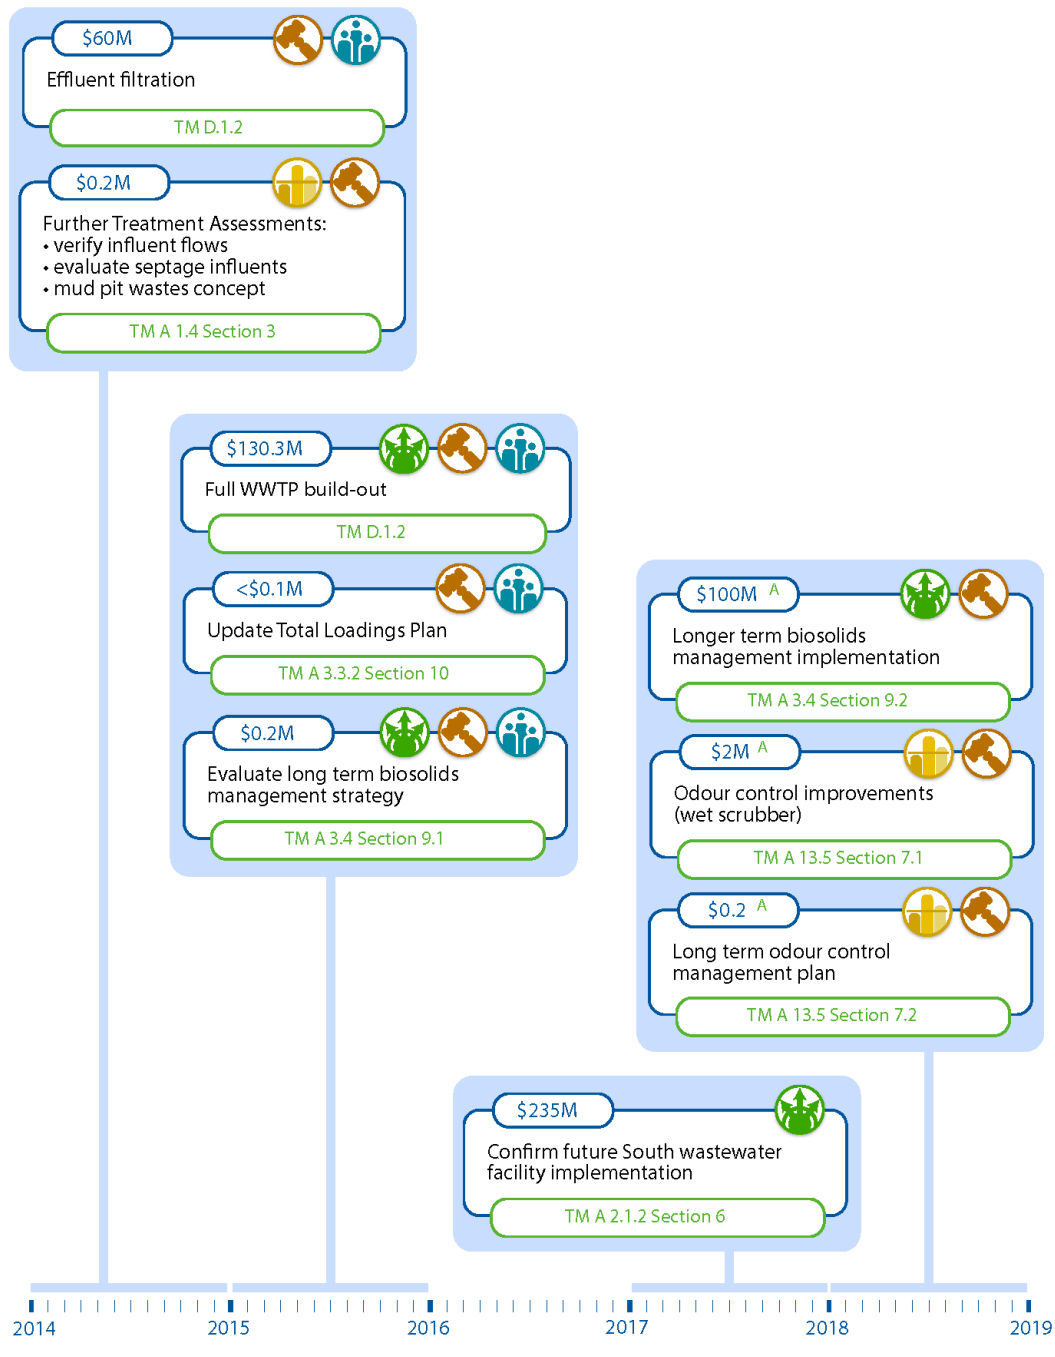 $60M
Effluent filtration
TM D.1.2
$0.2M
Further Treatment Assessments:
• verify influent flows
• evaluate septage influents
• mud pit wastes concept
TM A 1.4 Section 3
$130.3M
Full WWTP build-out
TM D.1.2
<$0.1M
Update Total Loadings Plan
TM A 3.3.2 Section 10
$0.2M
Evaluate long term biosolids
management strategy
TM A 3.4 Section 9.1
$100M A
Longer term biosolids
management implementation
TM A 3.4 Section 9.2
$2M A
Odour control improvements
(wet scrubber)
TM A 13.5 Section 7.1
$0.2 A
Long term odour control
management plan
TM A 13.5 Section 7.2
$235M
Confirm future South wastewater
facility implementation
TM A 2.1.2 Section 6
2014 2015 2016 2017 2018 2019